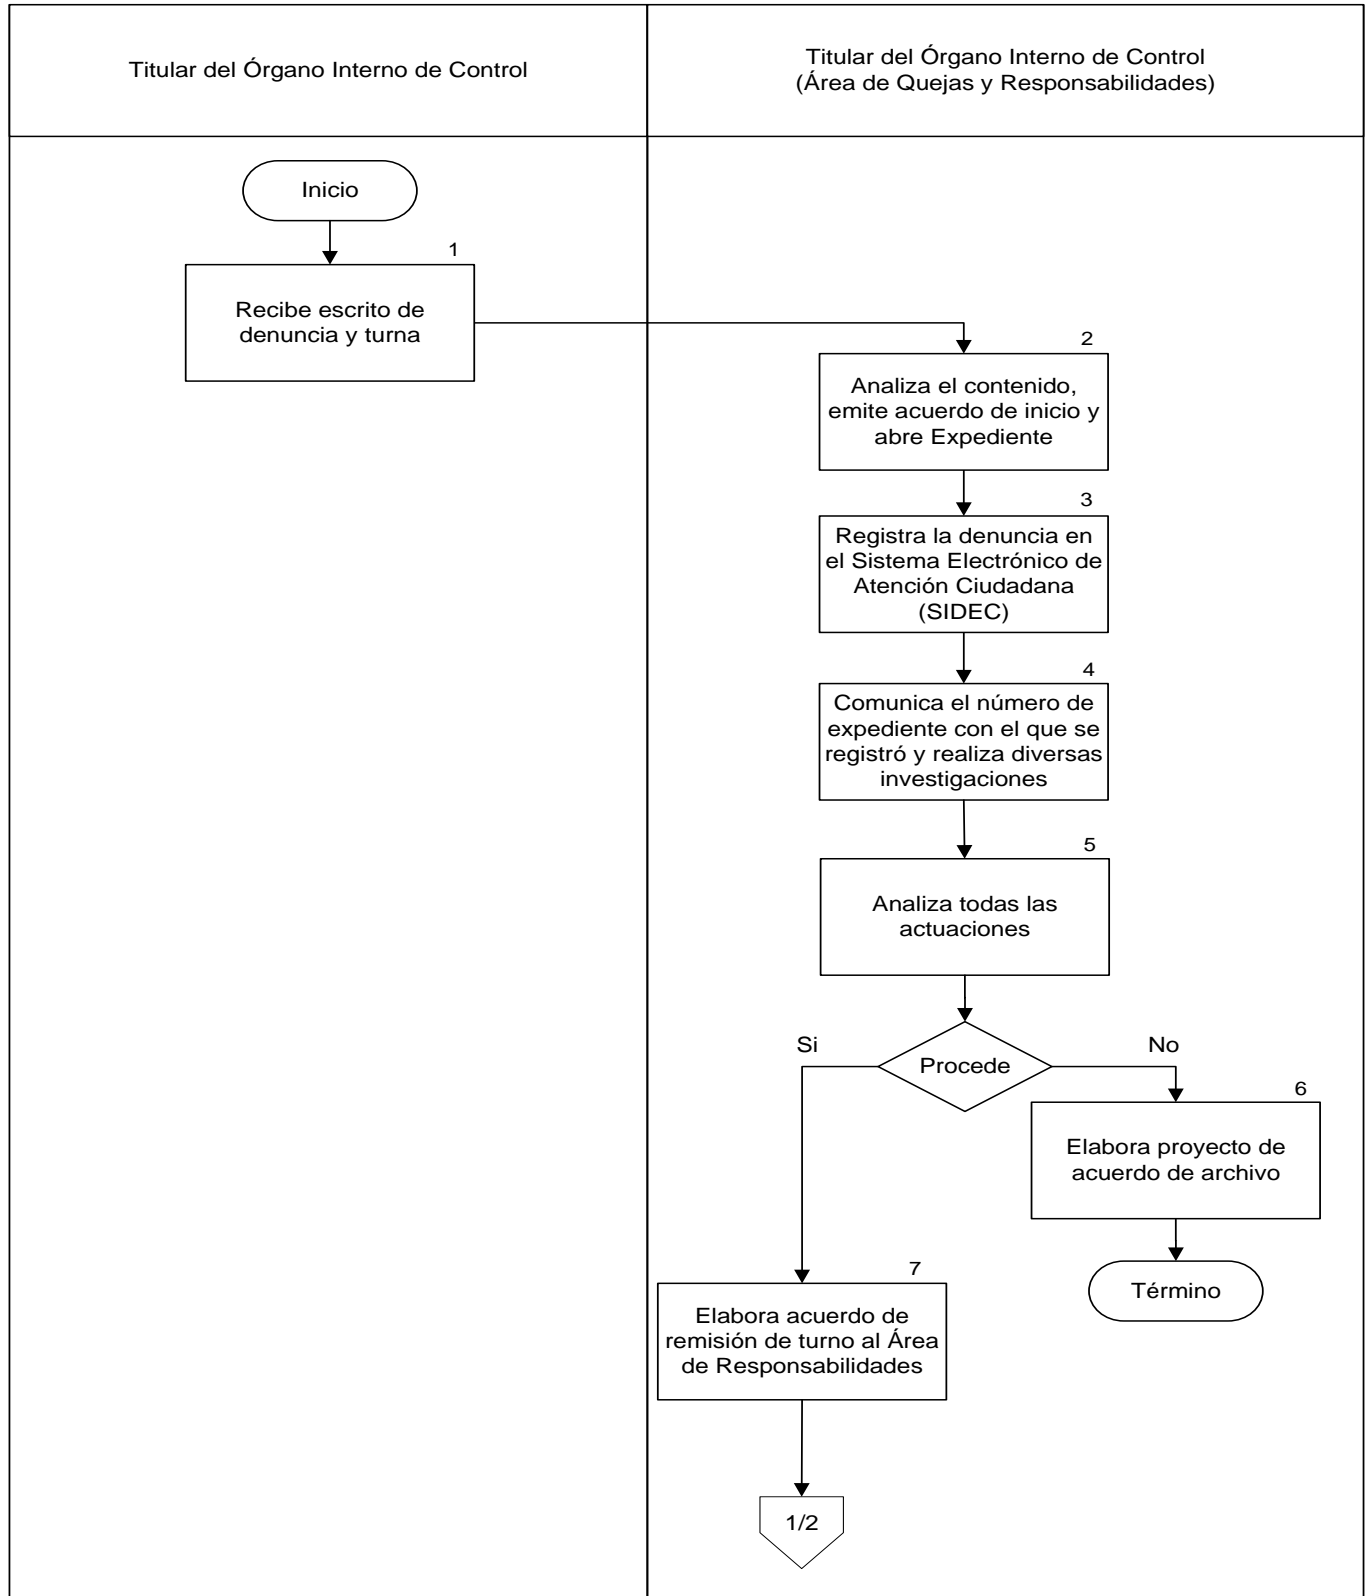 Titular del Órgano Interno de Control
Titular del Órgano Interno de Control
(Área de Quejas y Responsabilidades)
Inicio
1
Recibe escrito de
denuncia y turna
2
Analiza el contenido,
emite acuerdo de inicio y
abre Expediente
3
Registra la denuncia en
el Sistema Electrónico de
Atención Ciudadana
(SIDEC)
4
Comunica el número de
expediente con el que se
registró y realiza diversas
investigaciones
5
Analiza todas las
actuaciones
Procede
Si
No
6
Elabora proyecto de
acuerdo de archivo
Término
7
Elabora acuerdo de
remisión de turno al Área
de Responsabilidades
1/2